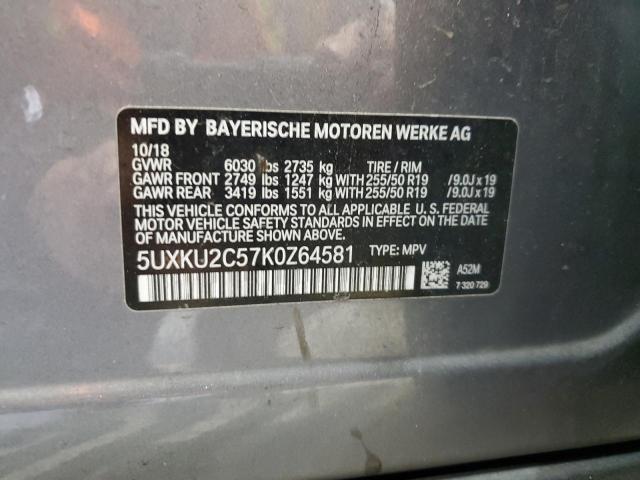 MFD BY BAYERISCHE MOTOREN WERKE AG
10/18
GVWR 6030 lbs 2735 kg TIRE / RIM
GAWR FRONT 2749 lbs 1247 kg WITH 255/50 R19 /9.0J x 19
GAWR REAR 3419 lbs 1551 kg WITH 255/50 R19 /9.0J x 19
THIS VEHICLE CONFORMS TO ALL APPLICABLE U. S. FEDERAL
MOTOR VEHICLE SAFETY STANDARDS IN EFFECT ON THE DATE
OF MANUFACTURE SHOWN ABOVE.
5UXKU2C57K0Z64581 TYPE: MPV
A52M
7 320 729